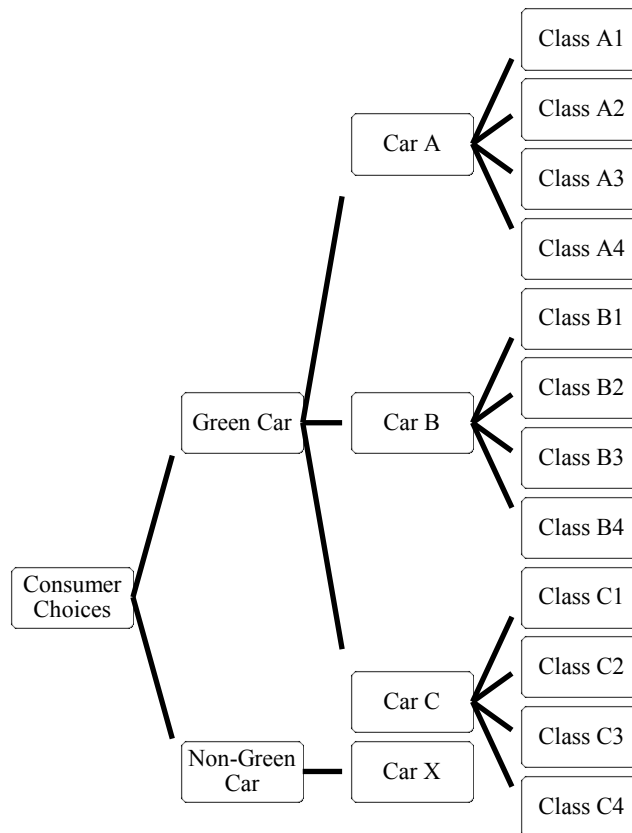 Class A1
Class A2
Car A
Class A3
Class A4
Class B1
Class B2
Green Car
Car B
Class B3
Class B4
Consumer
Choices
Class C1
Class C2
Car C
Class C3
Non-Green
Car
Car X
Class C4